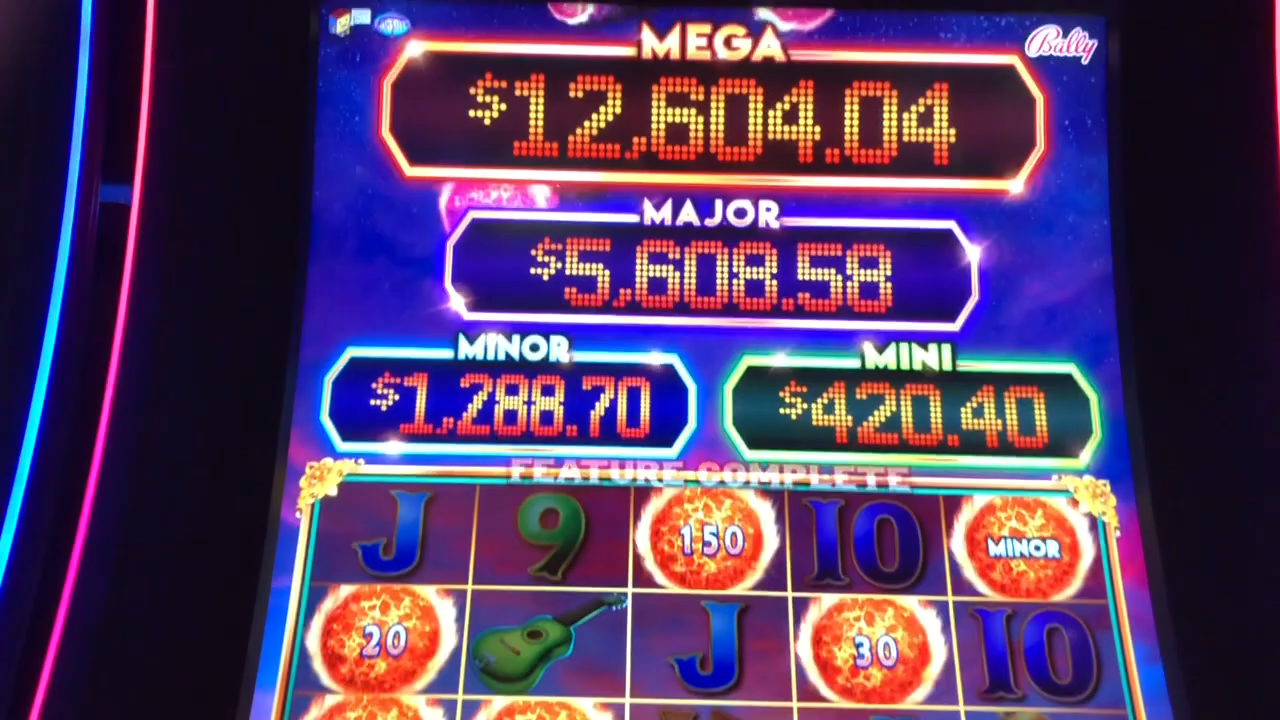 Bally
MEGA
$12,604.04
MAJOR
$5,608.58
MINOR
$1,288.70
MINI
$420.40
FEATURE COMPLETE
J 9 150 10 MINOR
20 J 30 10